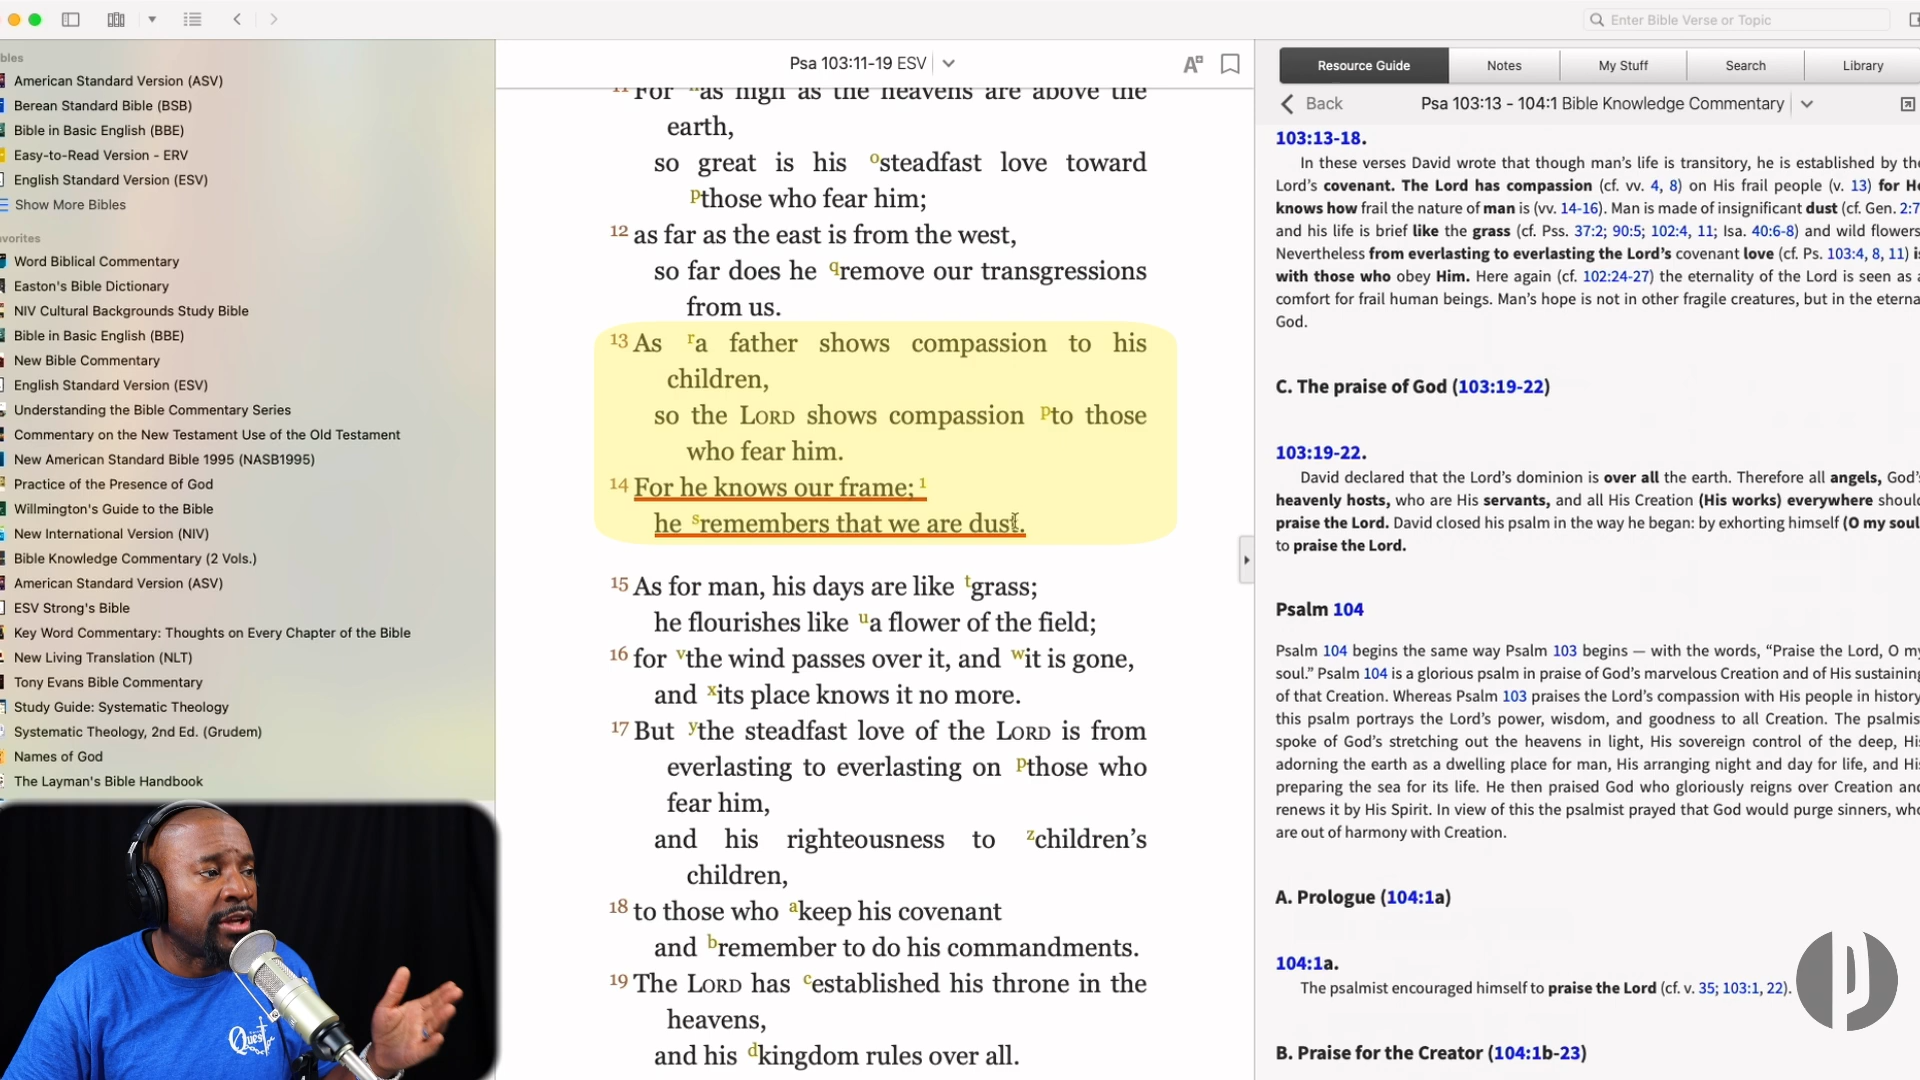 Enter Bible Verse or Topic
bles
American Standard Version (ASV)
Berean Standard Bible (BSB)
Bible in Basic English (BBE)
Easy-to-Read Version - ERV
English Standard Version (ESV)
Show More Bibles
avorites
Word Biblical Commentary
Easton's Bible Dictionary
NIV Cultural Backgrounds Study Bible
Bible in Basic English (BBE)
New Bible Commentary
English Standard Version (ESV)
Understanding the Bible Commentary Series
Commentary on the New Testament Use of the Old Testament
New American Standard Bible 1995 (NASB1995)
Practice of the Presence of God
Willmington's Guide to the Bible
New International Version (NIV)
Bible Knowledge Commentary (2 Vols.)
American Standard Version (ASV)
ESV Strong's Bible
Key Word Commentary: Thoughts on Every Chapter of the Bible
New Living Translation (NLT)
Tony Evans Bible Commentary
Study Guide: Systematic Theology
Systematic Theology, 2nd Ed. (Grudem)
Names of God
The Layman's Bible Handbook
Quest
Psa 103:11-19 ESV
11 For as high as the heavens are above the
earth,
so great is his o steadfast love toward
p those who fear him;
12 as far as the east is from the west,
so far does he q remove our transgressions
from us.
13 As r a father shows compassion to his
children,
so the LORD shows compassion p to those
who fear him.
14 For he knows our frame; 1
he s remembers that we are dust.
15 As for man, his days are like t grass;
he flourishes like u a flower of the field;
16 for v the wind passes over it, and w it is gone,
and x its place knows it no more.
17 But y the steadfast love of the LORD is from
everlasting to everlasting on p those who
fear him,
and his righteousness to z children’s
children,
18 to those who a keep his covenant
and b remember to do his commandments.
19 The LORD has c established his throne in the
heavens,
and his d kingdom rules over all.
Resource Guide
Notes
My Stuff
Search
Library
Back
Psa 103:13 - 104:1 Bible Knowledge Commentary
103:13-18.
In these verses David wrote that though man’s life is transitory, he is established by the
Lord’s covenant. The Lord has compassion (cf. vv. 4, 8) on His frail people (v. 13) for He
knows how frail the nature of man is (vv. 14-16). Man is made of insignificant dust (cf. Gen. 2:7
and his life is brief like the grass (cf. Pss. 37:2; 90:5; 102:4, 11; Isa. 40:6-8) and wild flowers
Nevertheless from everlasting to everlasting the Lord’s covenant love (cf. Ps. 103:4, 8, 11) is
with those who obey Him. Here again (cf. 102:24-27) the eternality of the Lord is seen as a
comfort for frail human beings. Man’s hope is not in other fragile creatures, but in the eterna
God.
C. The praise of God (103:19-22)
103:19-22.
David declared that the Lord’s dominion is over all the earth. Therefore all angels, God’s
heavenly hosts, who are His servants, and all His Creation (His works) everywhere should
praise the Lord. David closed his psalm in the way he began: by exhorting himself (O my soul
to praise the Lord.
Psalm 104
Psalm 104 begins the same way Psalm 103 begins — with the words, “Praise the Lord, O my
soul.” Psalm 104 is a glorious psalm in praise of God’s marvelous Creation and of His sustaining
of that Creation. Whereas Psalm 103 praises the Lord’s compassion with His people in history
this psalm portrays the Lord’s power, wisdom, and goodness to all Creation. The psalmis
spoke of God’s stretching out the heavens in light, His sovereign control of the deep, His
adorning the earth as a dwelling place for man, His arranging night and day for life, and His
preparing the sea for its life. He then praised God who gloriously reigns over Creation and
renews it by His Spirit. In view of this the psalmist prayed that God would purge sinners, who
are out of harmony with Creation.
A. Prologue (104:1a)
104:1a.
The psalmist encouraged himself to praise the Lord (cf. v. 35; 103:1, 22).
B. Praise for the Creator (104:1b-23)